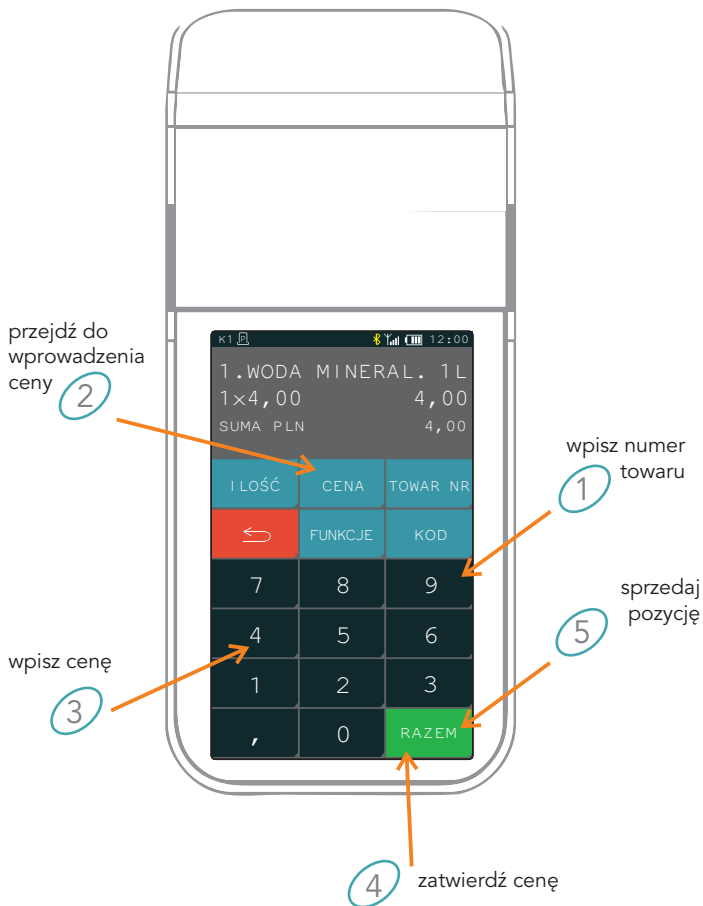 przejdź do
wprowadzenia
ceny
2
K1 P 12:00
1.WODA MINERAL. 1L
1×4,00 4,00
SUMA PLN 4,00
wpisz numer
towaru
1
ILOŚĆ CENA TOWAR NR
FUNKCJE KOD
7 8 9
sprzedaj
pozycję
5
4 5 6
wpisz cenę
3
1 2 3
, 0 RAZEM
4
zatwierdź cenę